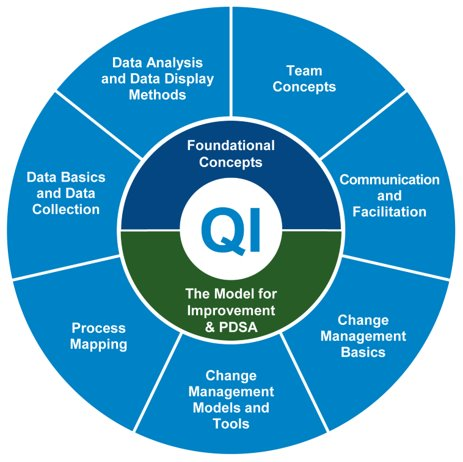 Data Analysis
and Data Display
Methods
Team
Concepts
Data Basics
and Data
Collection
Foundational
Concepts
Communication
and
Facilitation
QI
The Model for
Improvement
& PDSA
Process
Mapping
Change
Management
Basics
Change
Management
Models and
Tools